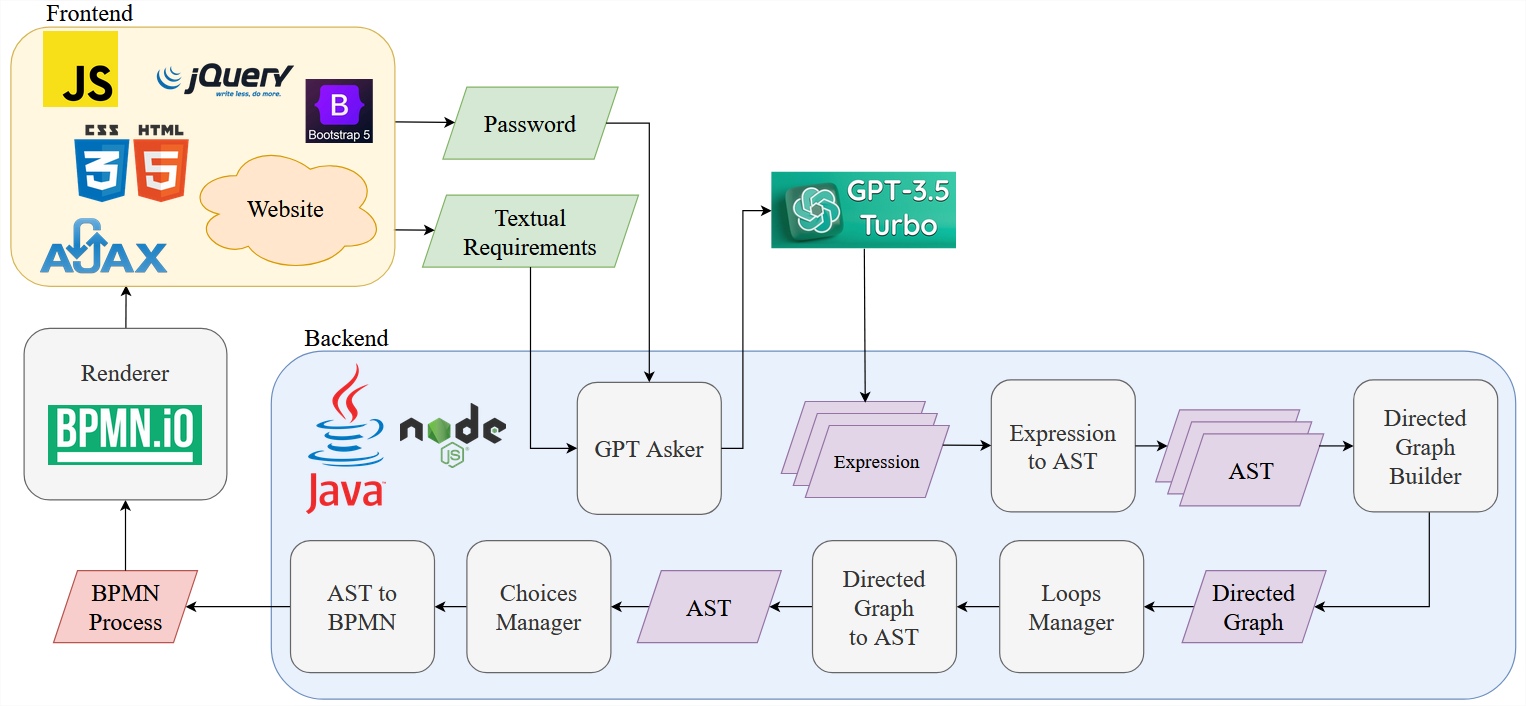 Frontend
JS
jQuery
write less, do more.
B
Bootstrap 5
CSS
HTML
3
5
Website
AJAX
Password
Textual
Requirements
GPT-3.5
Turbo
Renderer
BPMN.iO
Backend
Java
node
JS
GPT Asker
Expression
Expression
to AST
AST
Directed
Graph
Builder
BPMN
Process
AST to
BPMN
Choices
Manager
AST
Directed
Graph
to AST
Loops
Manager
Directed
Graph